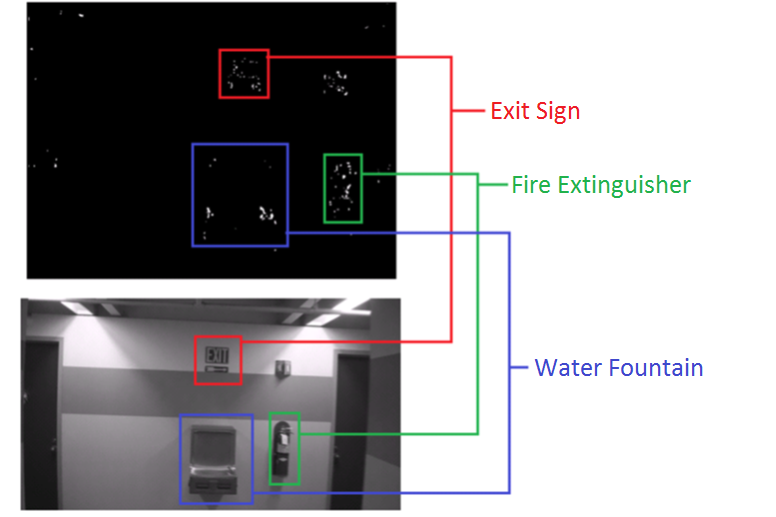 Exit Sign
Fire Extinguisher
EXIT
Water Fountain